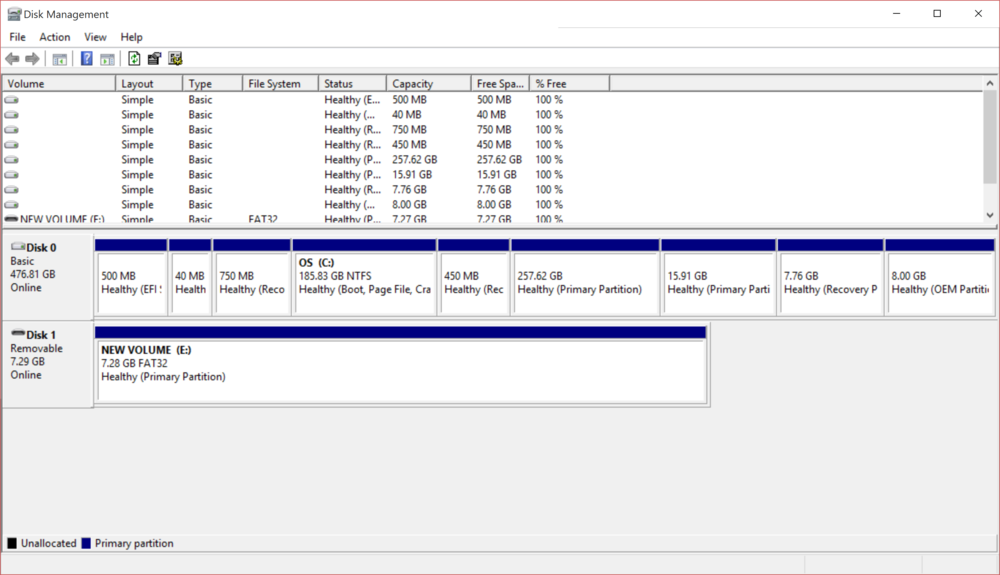 Disk Management
File Action View Help
Volume Layout Type File System Status Capacity Free Spa... % Free
Simple Basic Healthy (E... 500 MB 500 MB 100 %
Simple Basic Healthy (... 40 MB 40 MB 100 %
Simple Basic Healthy (R... 750 MB 750 MB 100 %
Simple Basic Healthy (R... 450 MB 450 MB 100 %
Simple Basic Healthy (P... 257.62 GB 257.62 GB 100 %
Simple Basic Healthy (P... 15.91 GB 15.91 GB 100 %
Simple Basic Healthy (R... 7.76 GB 7.76 GB 100 %
Simple Basic Healthy (... 8.00 GB 8.00 GB 100 %
NEW VOLUME (E:) Simple Basic FAT32 Healthy (P... 7.27 GB 7.27 GB 100 %
Disk 0
Basic
476.81 GB
Online
500 MB
Healthy (EFI
40 MB
Health
750 MB
Healthy (Reco
OS (C:)
185.83 GB NTFS
Healthy (Boot, Page File, Cra
450 MB
Healthy (Rec
257.62 GB
Healthy (Primary Partition)
15.91 GB
Healthy (Primary Parti
7.76 GB
Healthy (Recovery P
8.00 GB
Healthy (OEM Partiti
Disk 1
Removable
7.29 GB
Online
NEW VOLUME (E:)
7.28 GB FAT32
Healthy (Primary Partition)
Unallocated Primary partition